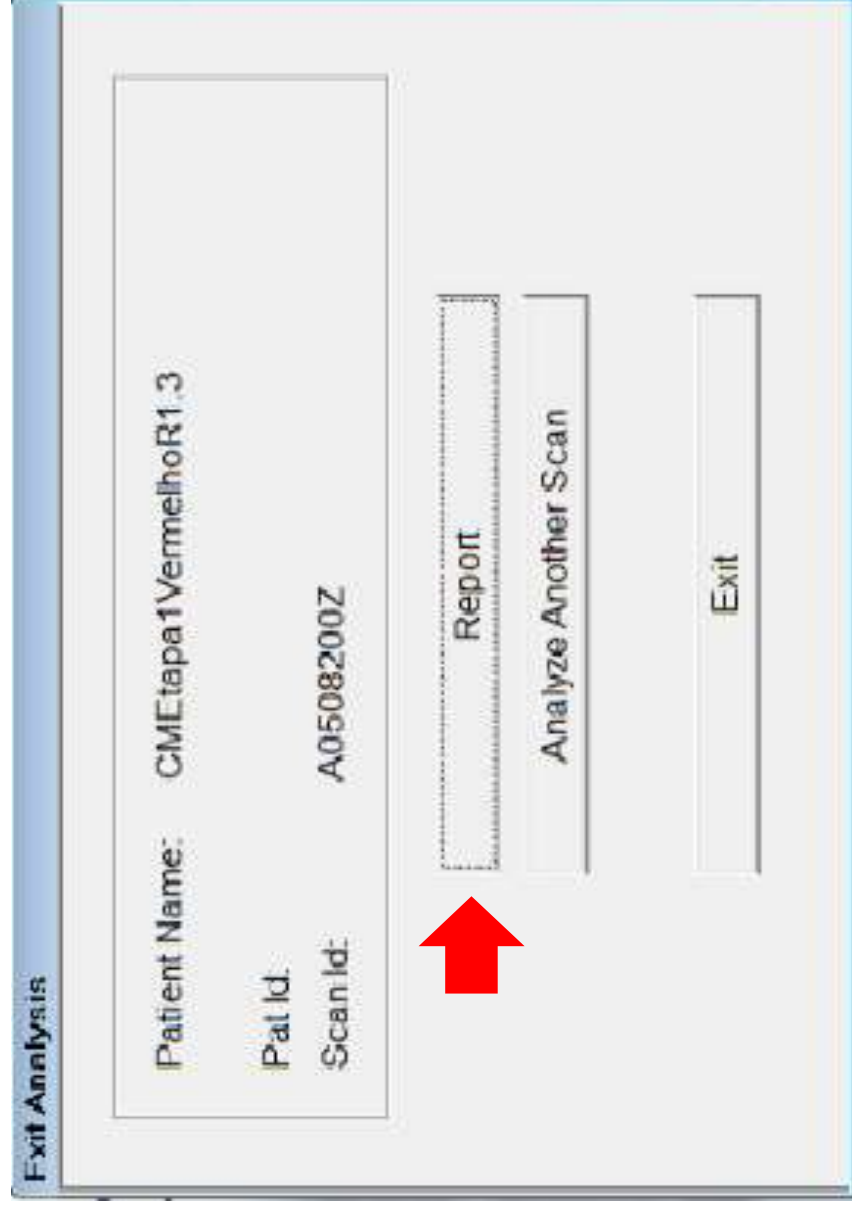 Exit Analysis
Patient Name: CMEtapa1VermelhoR1.3
Pat Id:
Scan Id: A0508200Z
Report
Analyze Another Scan
Exit